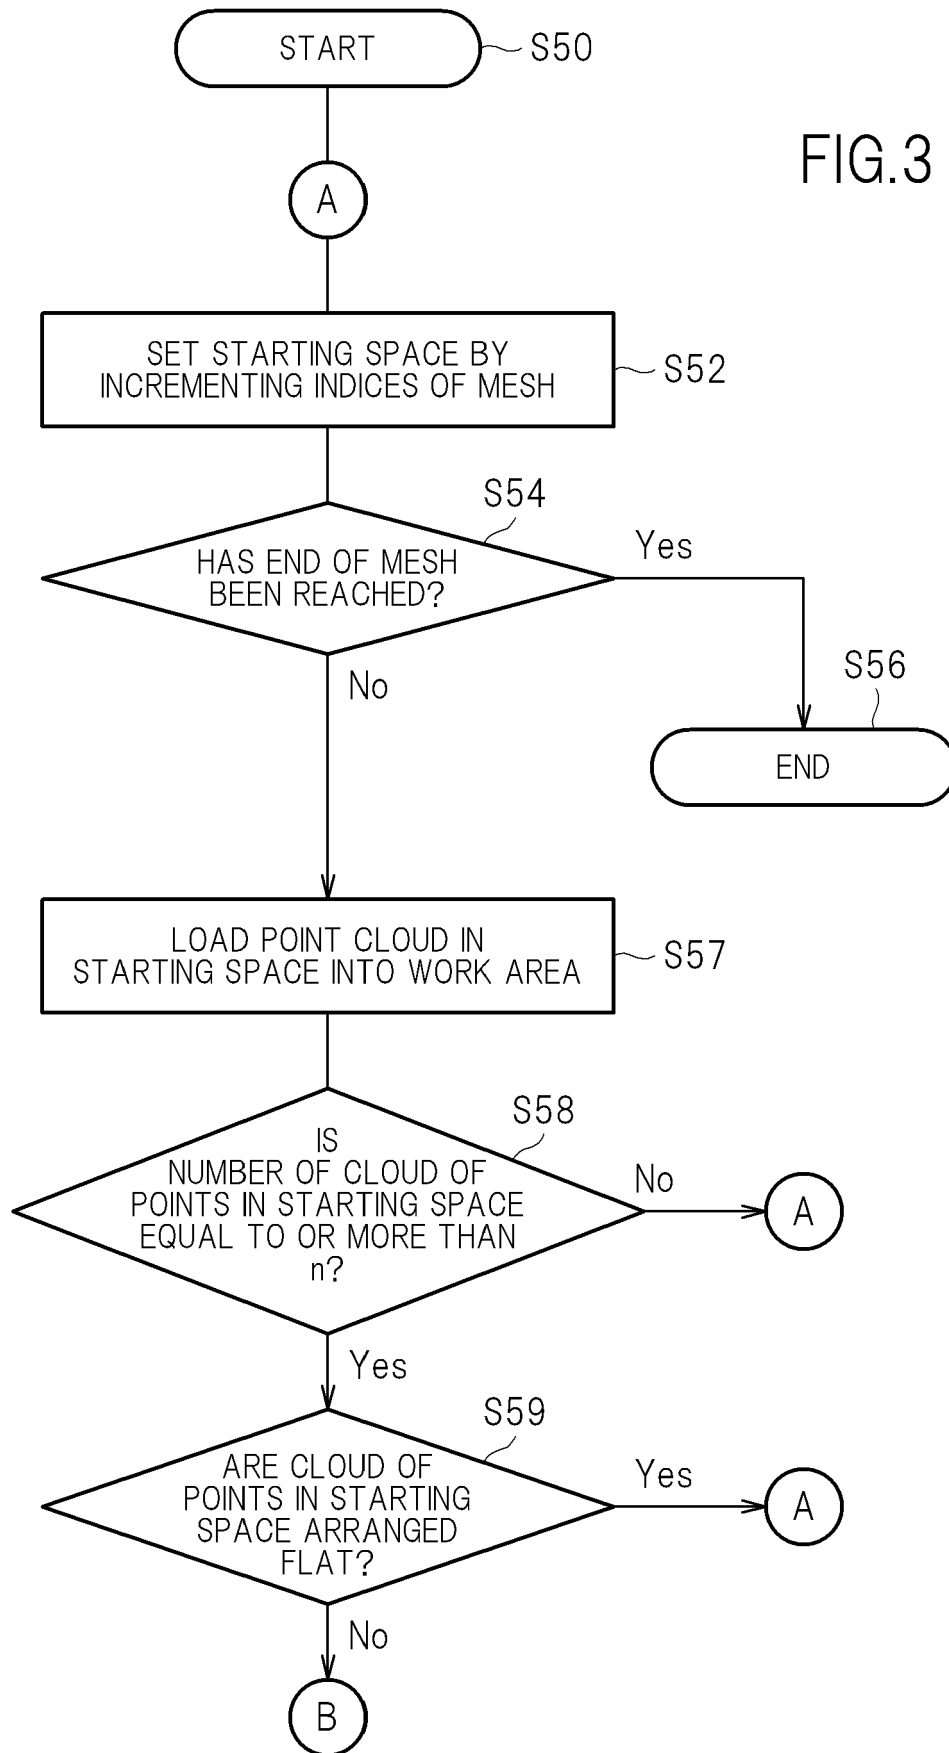 START
S50
FIG.3
A
SET STARTING SPACE BY
INCREMENTING INDICES OF MESH
S52
S54
HAS END OF MESH
BEEN REACHED?
Yes
No
S56
END
LOAD POINT CLOUD IN
STARTING SPACE INTO WORK AREA
S57
S58
IS
NUMBER OF CLOUD OF
POINTS IN STARTING SPACE
EQUAL TO OR MORE THAN
n?
No
A
Yes
S59
ARE CLOUD OF
POINTS IN STARTING
SPACE ARRANGED
FLAT?
Yes
A
No
B